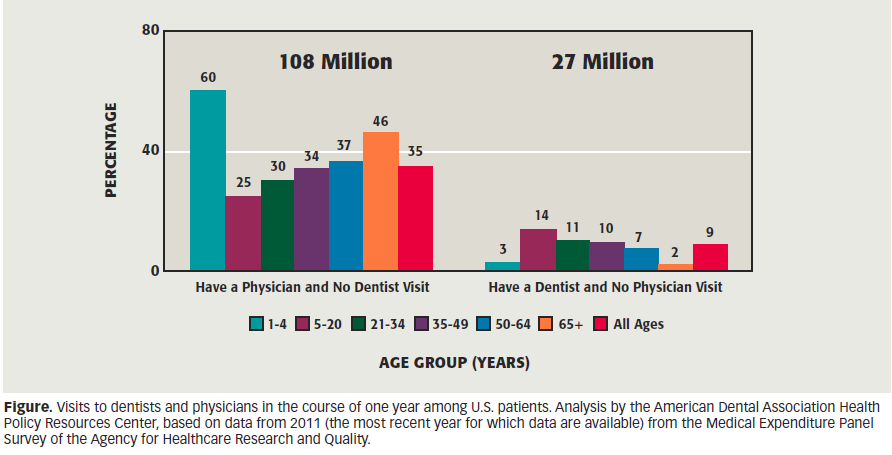 80
108 Million
27 Million
60
46
40
37
35
34
30
25
14
11
10
9
7
3
2
0
PERCENTAGE
Have a Physician and No Dentist Visit
Have a Dentist and No Physician Visit
1-4 5-20 21-34 35-49 50-64 65+ All Ages
AGE GROUP (YEARS)
Figure. Visits to dentists and physicians in the course of one year among U.S. patients. Analysis by the American Dental Association Health
Policy Resources Center, based on data from 2011 (the most recent year for which data are available) from the Medical Expenditure Panel
Survey of the Agency for Healthcare Research and Quality.